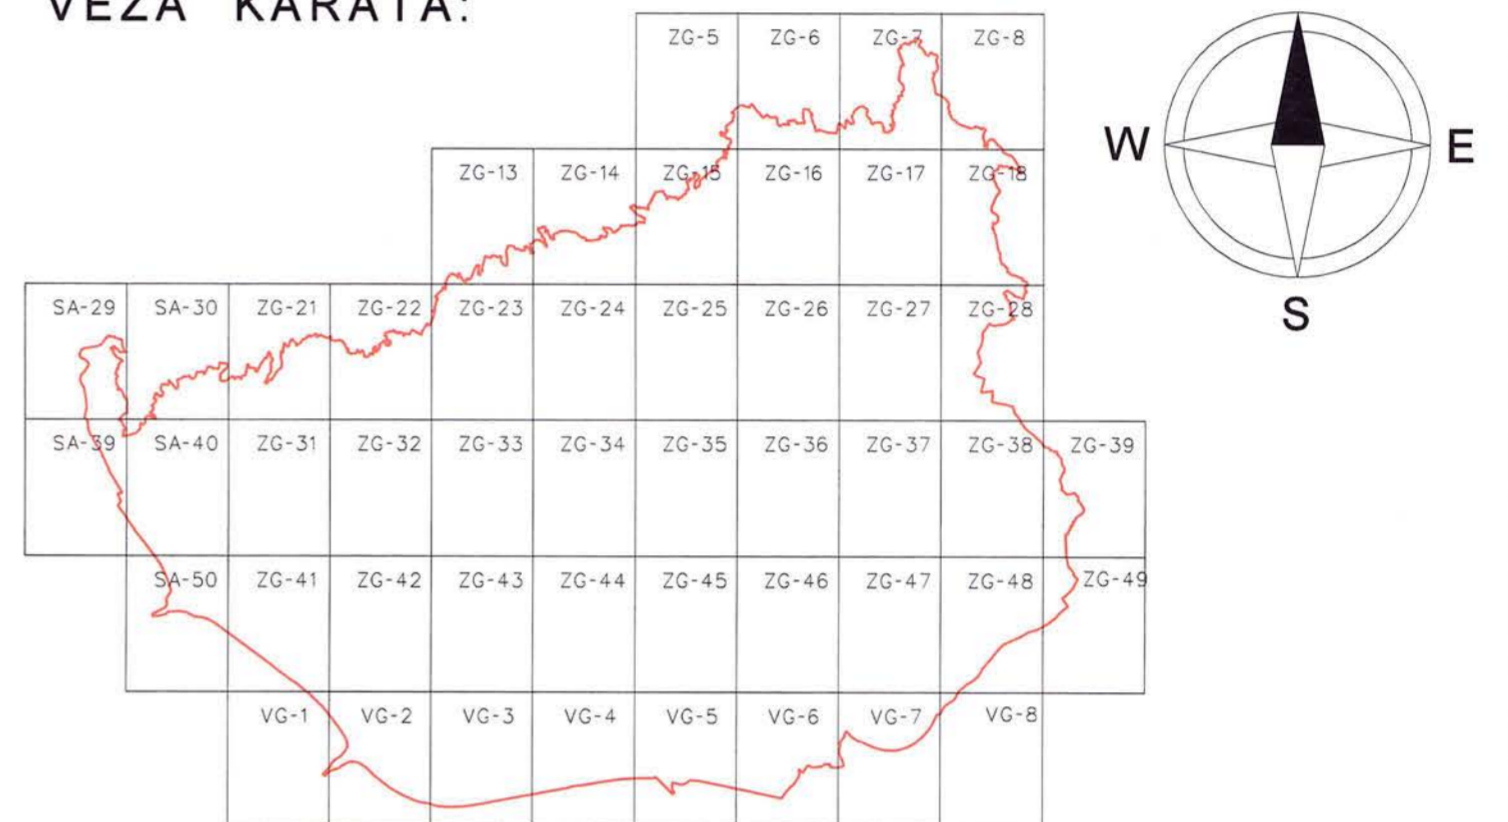 VEZA KARATA:
ZG-5 ZG-6 ZG-7 ZG-8
W E
ZG-13 ZG-14 ZG-15 ZG-16 ZG-17 ZG-18
SA-29 SA-30 ZG-21 ZG-22 ZG-23 ZG-24 ZG-25 ZG-26 ZG-27 ZG-28
S
SA-39 SA-40 ZG-31 ZG-32 ZG-33 ZG-34 ZG-35 ZG-36 ZG-37 ZG-38 ZG-39
SA-50 ZG-41 ZG-42 ZG-43 ZG-44 ZG-45 ZG-46 ZG-47 ZG-48 ZG-49
VG-1 VG-2 VG-3 VG-4 VG-5 VG-6 VG-7 VG-8